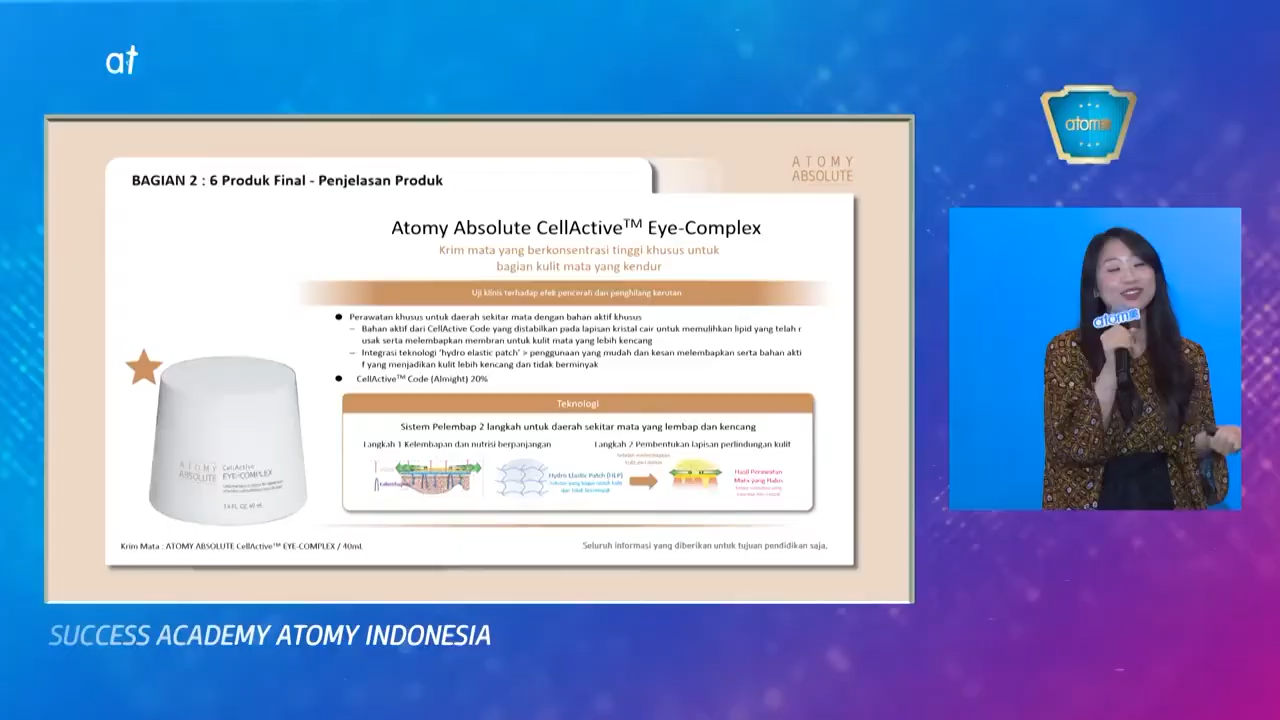 at
atom
BAGIAN 2 : 6 Produk Final - Penjelasan Produk
ATOMY
ABSOLUTE
Atomy Absolute CellActive™ Eye-Complex
Krim mata yang berkonsentrasi tinggi khusus untuk
bagian kulit mata yang kendur
Uji klinis terhadap efek pencerah dan penghilang kerutan
● Perawatan khusus untuk daerah sekitar mata dengan bahan aktif khusus
– Bahan aktif dari CellActive Code yang distabilkan pada lapisan kristal cair untuk memulihkan lipid yang telah r
usak serta melembapkan membran untuk kulit mata yang lebih kencang
– Integrasi teknologi 'hydro elastic patch' > penggunaan yang mudah dan kesan melembapkan serta bahan akti
f yang menjadikan kulit lebih kencang dan tidak berminyak
● CellActive™ Code (Almight) 20%
Teknologi
Sistem Pelembap 2 langkah untuk daerah sekitar mata yang lembap dan kencang
Langkah 1 Kelembapan dan nutrisi berpanjangan
Langkah 2 Pembentukan lapisan perlindungan kulit
Hydro Elastic Patch (HEP)
dan tidak berminyak
Hasil Permukaan
Mata yang Halus
ATOMY
ABSOLUTE
CellActive
EYE-COMPLEX
Krim Mata : ATOMY ABSOLUTE CellActive™ EYE-COMPLEX / 40mL
Seluruh informasi yang diberikan untuk tujuan pendidikan saja.
atom
SUCCESS ACADEMY ATOMY INDONESIA